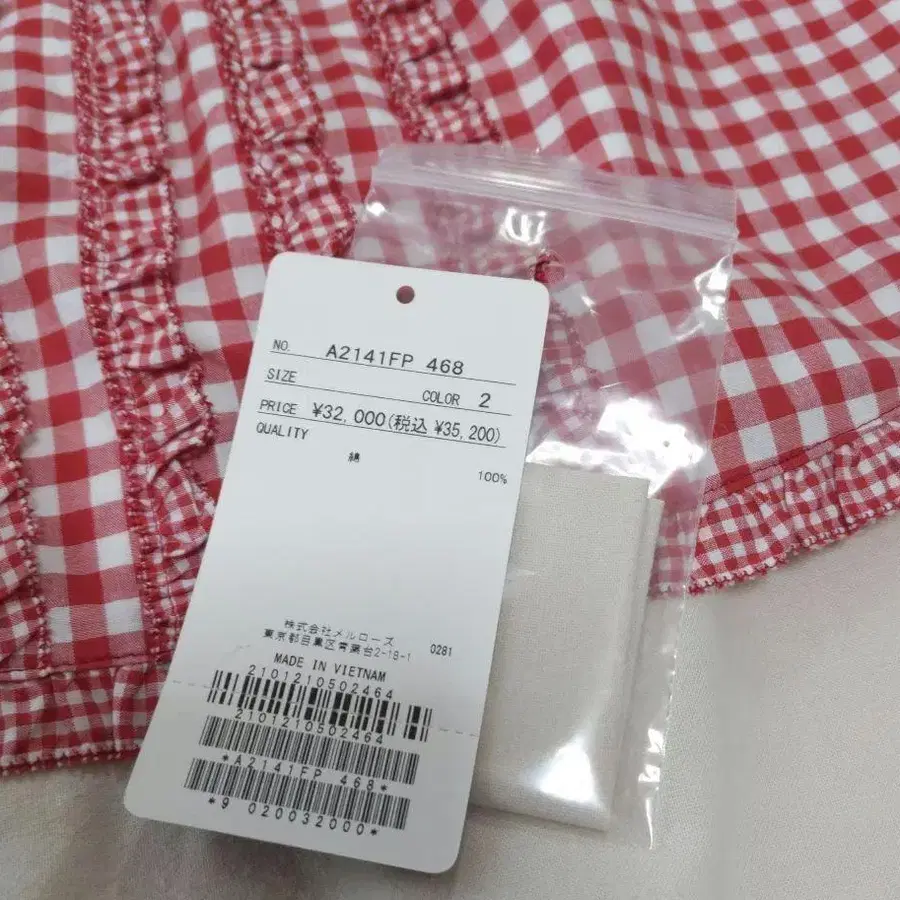 NO. A2141FP 468
SIZE COLOR 2
PRICE ¥32,000(税込 ¥35,200)
QUALITY
綿 100%
株式会社メルローズ
東京都目黒区青葉台2-18-1 0281
MADE IN VIETNAM
2101210502464
2101210502464
*A2141FP 468*
*9 020032000*